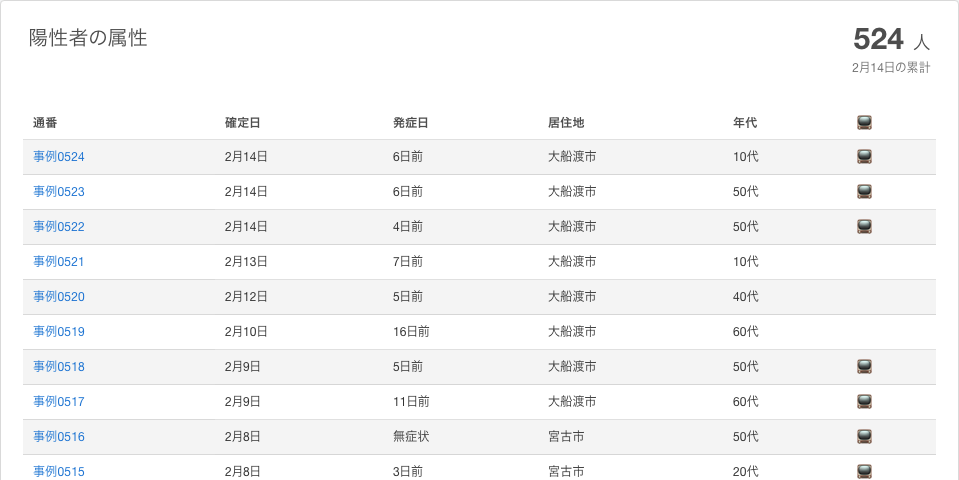 陽性者の属性
524 人
2月14日の累計
通番 確定日 発症日 居住地 年代
事例0524 2月14日 6日前 大船渡市 10代
事例0523 2月14日 6日前 大船渡市 50代
事例0522 2月14日 4日前 大船渡市 50代
事例0521 2月13日 7日前 大船渡市 10代
事例0520 2月12日 5日前 大船渡市 40代
事例0519 2月10日 16日前 大船渡市 60代
事例0518 2月9日 5日前 大船渡市 50代
事例0517 2月9日 11日前 大船渡市 60代
事例0516 2月8日 無症状 宮古市 50代
事例0515 2月8日 3日前 宮古市 20代